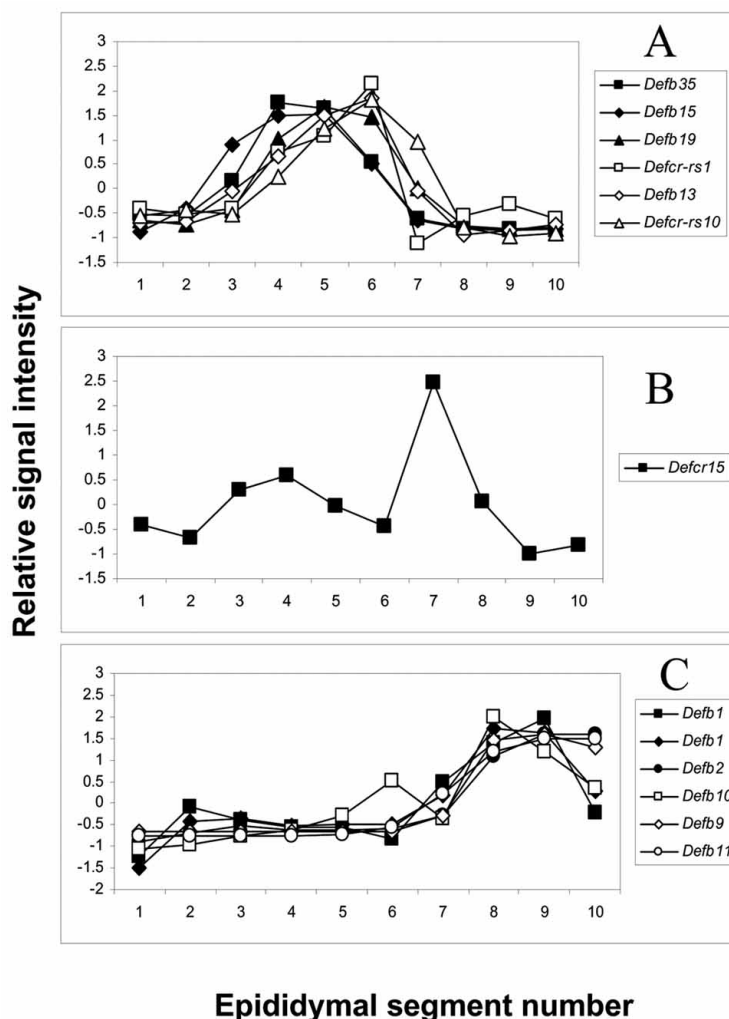 Relative signal intensity
A
3
2.5
2
1.5
1
0.5
0
-0.5
-1
-1.5
1 2 3 4 5 6 7 8 9 10
Defb35
Defb15
Defb19
Defcr-rs1
Defb13
Defcr-rs10
B
3
2.5
2
1.5
1
0.5
0
-0.5
-1
-1.5
1 2 3 4 5 6 7 8 9 10
Defcr15
C
3
2.5
2
1.5
1
0.5
0
-0.5
-1
-1.5
-2
1 2 3 4 5 6 7 8 9 10
Defb1
Defb1
Defb2
Defb10
Defb9
Defb11
Epididymal segment number